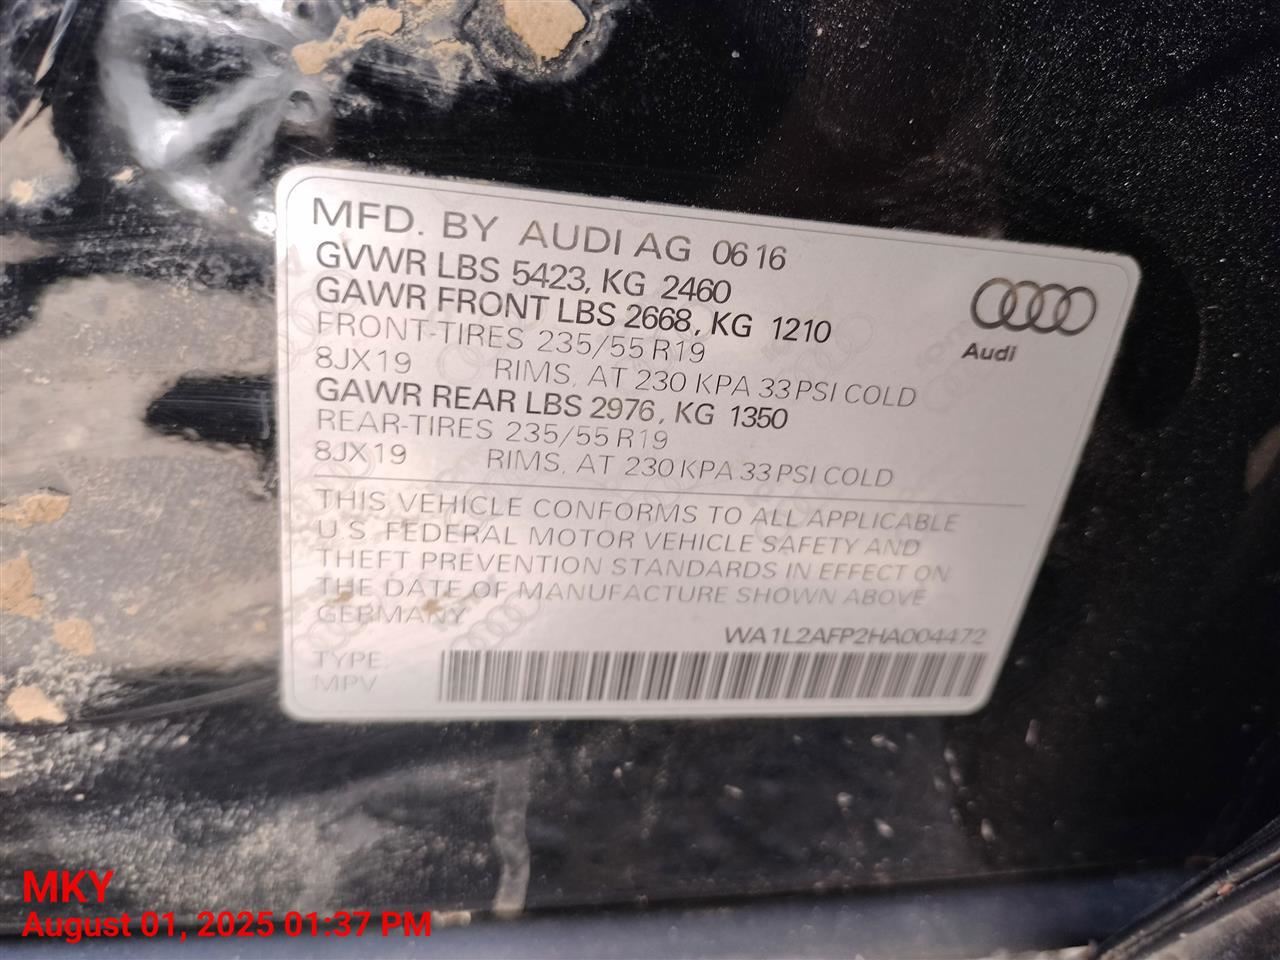 MFD. BY AUDI AG 06 16
GVWR LBS 5423, KG 2460
GAWR FRONT LBS 2668, KG 1210
FRONT-TIRES 235/55 R19
8JX19 RIMS, AT 230 KPA 33 PSI COLD
GAWR REAR LBS 2976, KG 1350
REAR-TIRES 235/55 R19
8JX19 RIMS, AT 230 KPA 33 PSI COLD
Audi
THIS VEHICLE CONFORMS TO ALL APPLICABLE
U.S. FEDERAL MOTOR VEHICLE SAFETY AND
THEFT PREVENTION STANDARDS IN EFFECT ON
THE DATE OF MANUFACTURE SHOWN ABOVE
GERMANY
WA1L2AFP2HA004472
TYPE:
MPV
MKY
August 01, 2025 01:37 PM